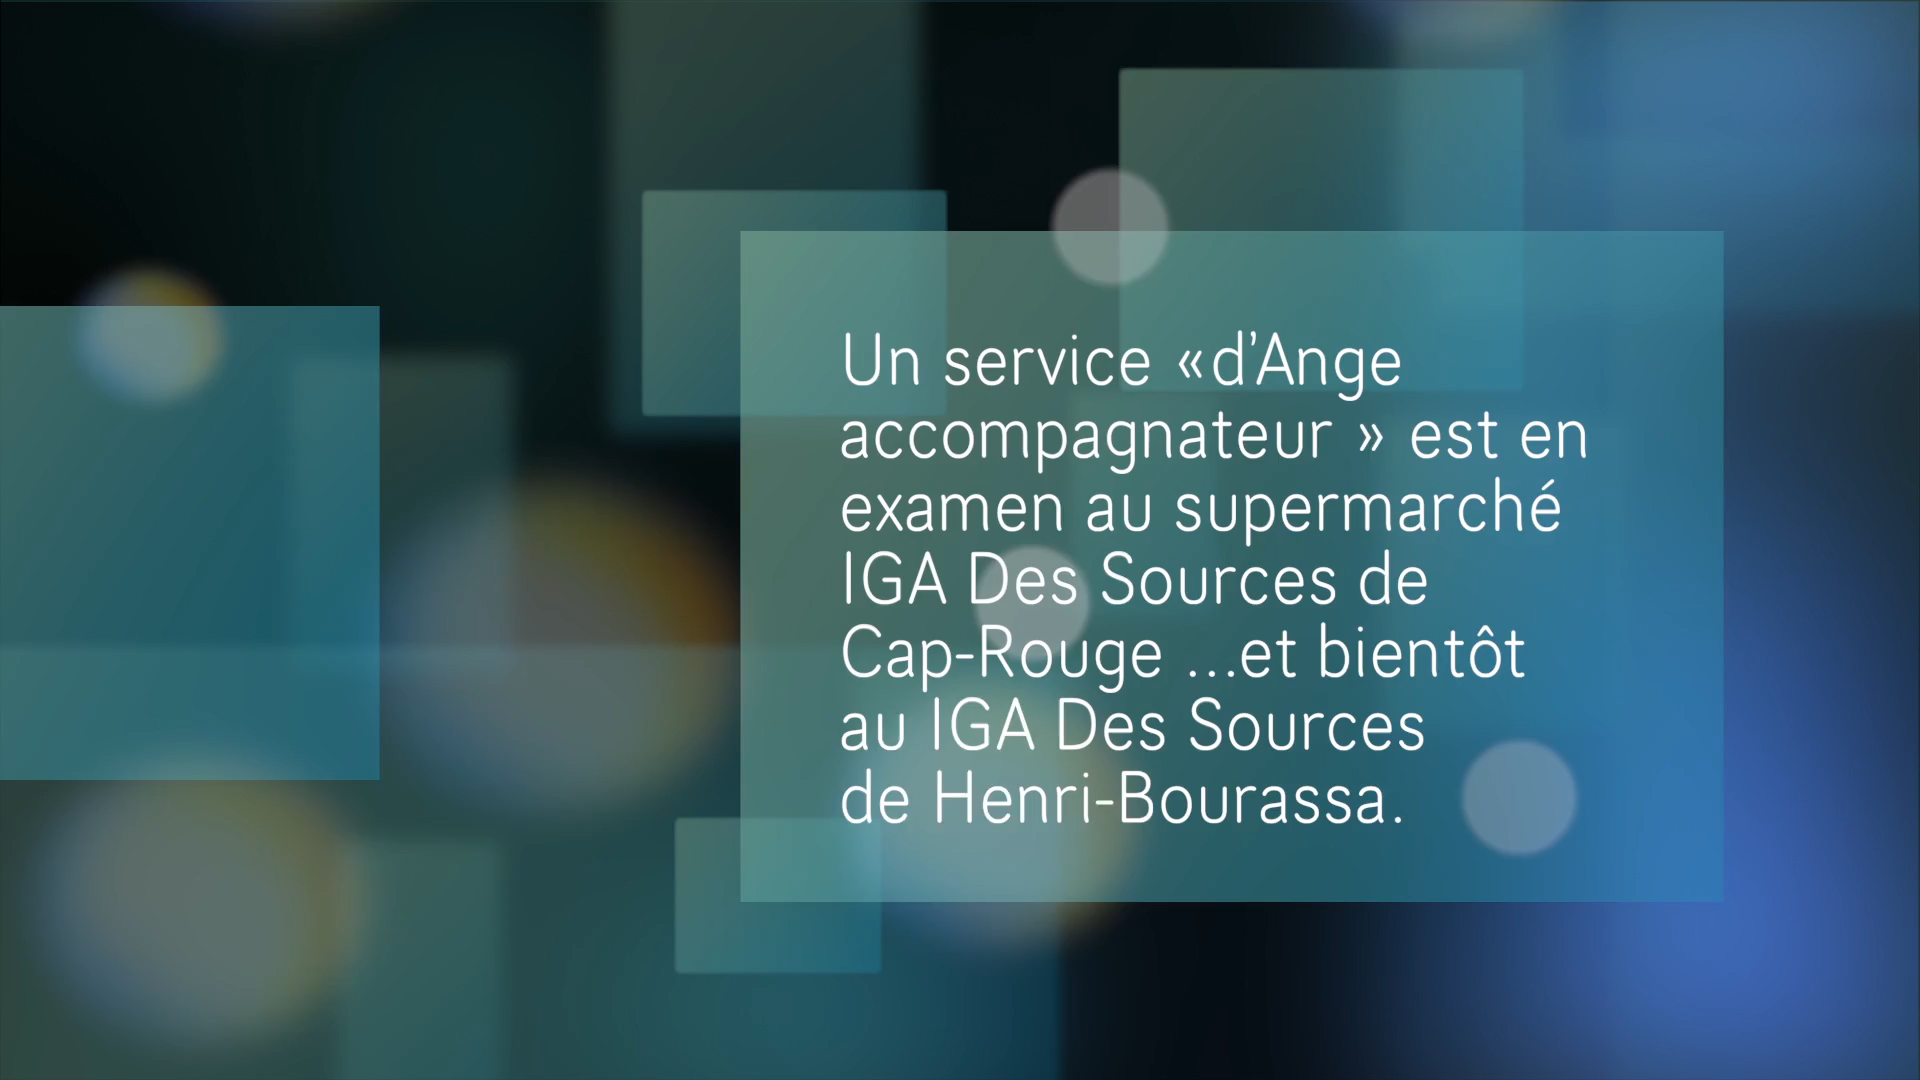 Un service «d’Ange
accompagnateur » est en
examen au supermarché
IGA Des Sources de
Cap-Rouge ...et bientôt
au IGA Des Sources
de Henri-Bourassa.